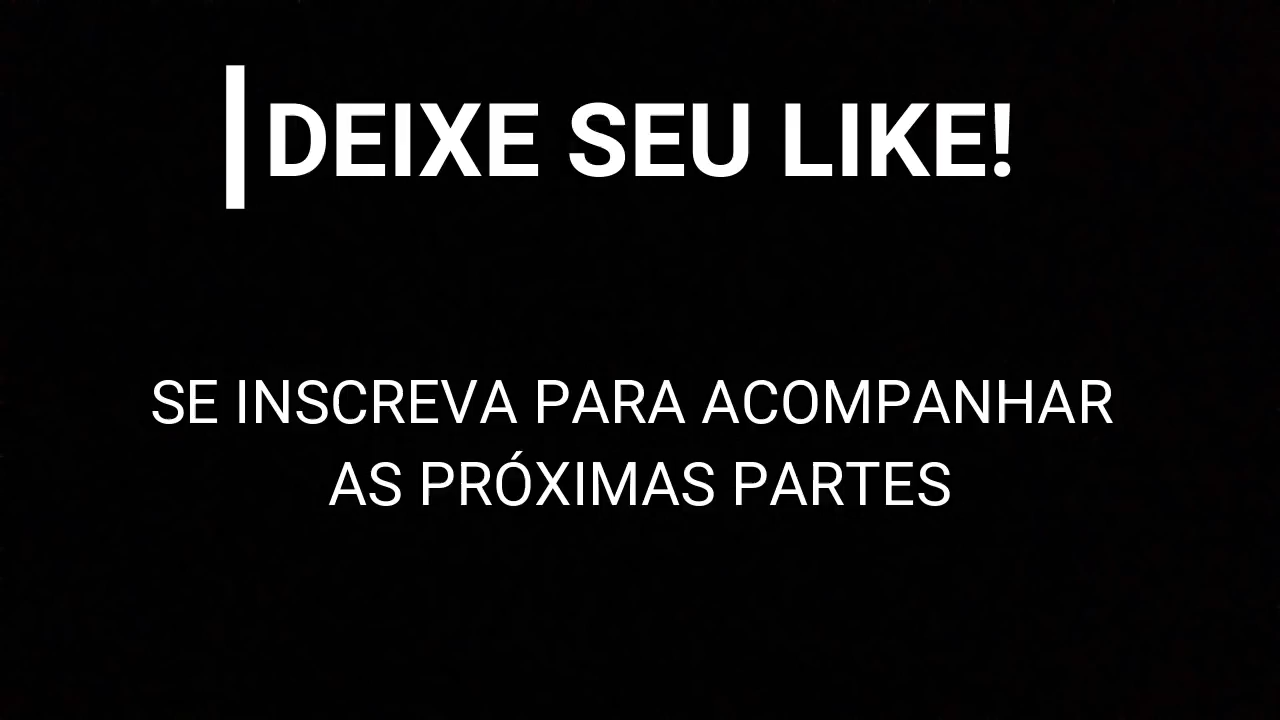 DEIXE SEU LIKE!
SE INSCREVA PARA ACOMPANHAR
AS PRÓXIMAS PARTES